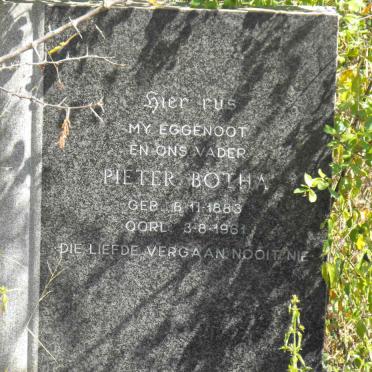 Hier rus
MY EGGENOOT
EN ONS VADER
PIETER BOTHA
GEB. 8-11-1883
OORL. 3-8-1961
DIE LIEFDE VERGAAN NOOIT NIE